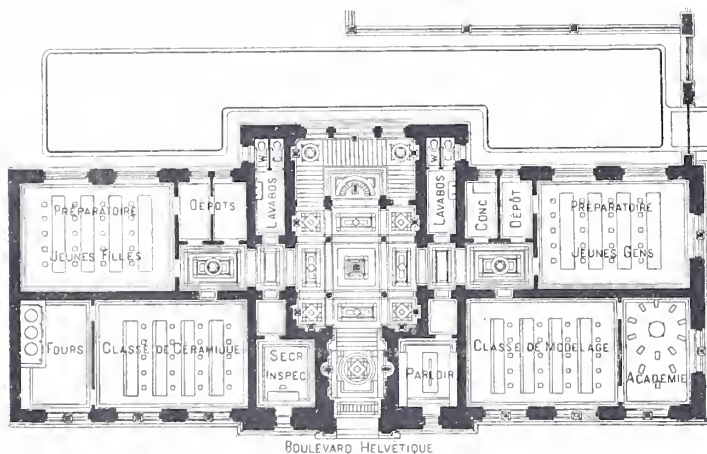 W.
C.
W.
C.
LAVABOS
LAVABOS
PRÉPARATOIRE
JEUNES FILLES
DÉPOTS
CONC.
DÉPÔT
PRÉPARATOIRE
JEUNES GENS
FOURS
CLASSE DE CÉRAMIQUE
SECR
INSPEC
PARLOIR
CLASSE DE MODELAGE
ACADÉMIE
BOULEVARD HELVÉTIQUE